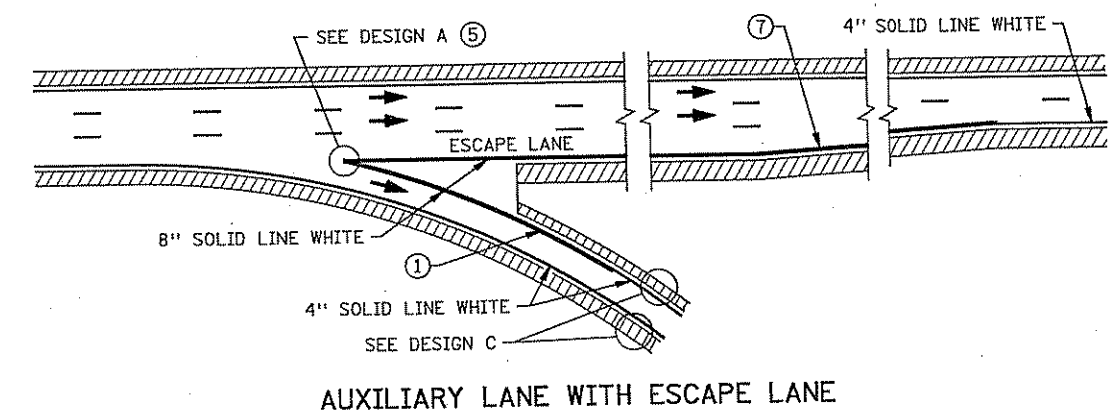 SEE DESIGN A ⑤
⑦
4" SOLID LINE WHITE
ESCAPE LANE
8" SOLID LINE WHITE
①
4" SOLID LINE WHITE
SEE DESIGN C
AUXILIARY LANE WITH ESCAPE LANE